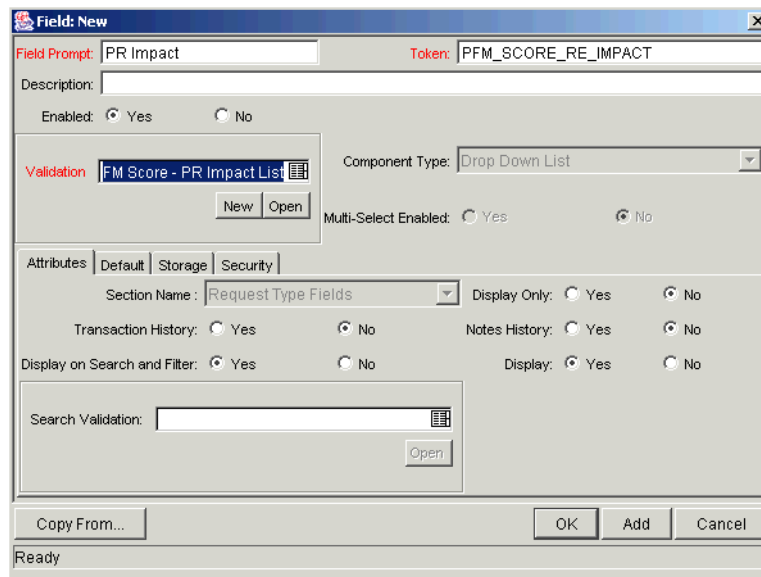 Field: New
Field Prompt: PR Impact Token: PFM_SCORE_RE_IMPACT
Description:
Enabled: Yes No
Validation FM Score - PR Impact List Component Type: Drop Down List
New Open Multi-Select Enabled: Yes No
Attributes Default Storage Security
Section Name : Request Type Fields Display Only: Yes No
Transaction History: Yes No Notes History: Yes No
Display on Search and Filter: Yes No Display: Yes No
Search Validation:
Open
Copy From... OK Add Cancel
Ready